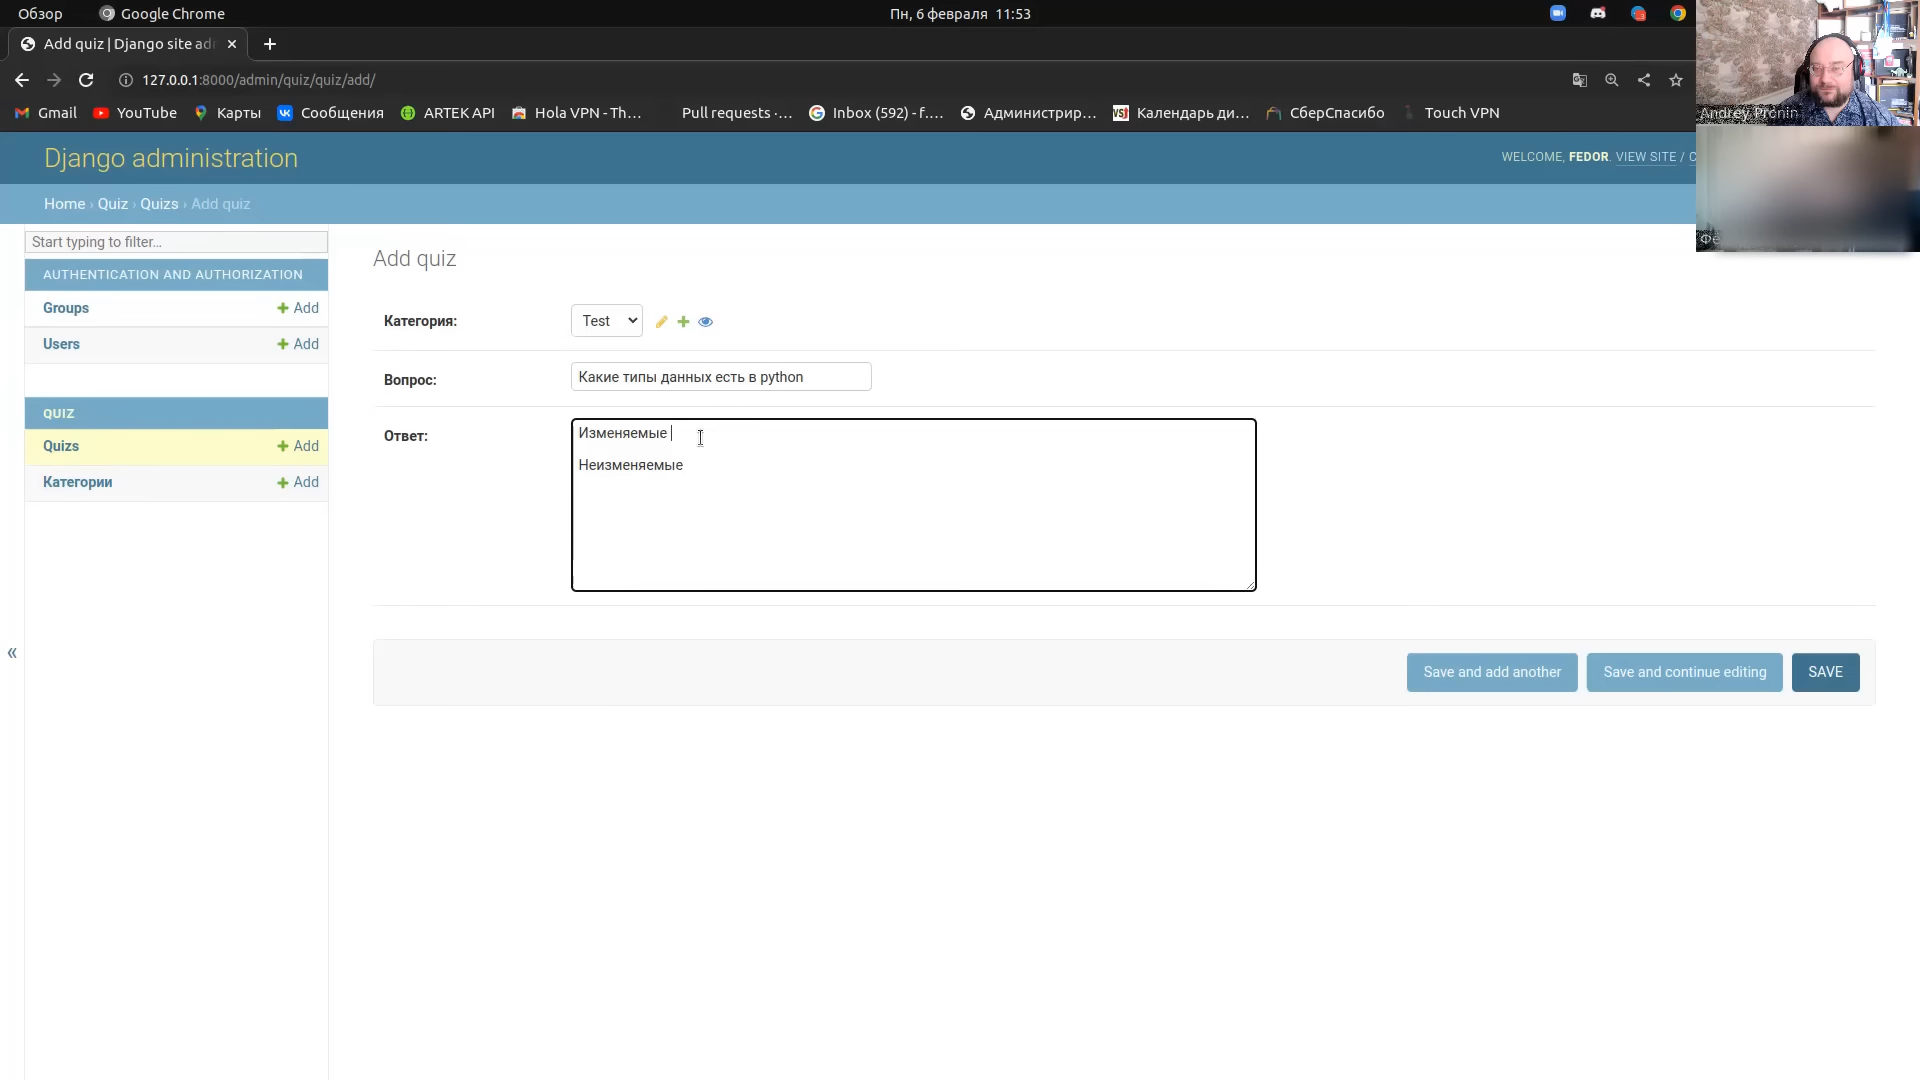 Обзор Google Chrome Пн, 6 февраля 11:53
Add quiz | Django site adm
127.0.0.1:8000/admin/quiz/quiz/add/
Gmail YouTube Карты Сообщения ARTEK API Hola VPN - Th... Pull requests ·... Inbox (592) - f.... Администрир... Календарь ди... СберСпасибо Touch VPN
Andrey Pronin
Django administration
WELCOME, FEDOR. VIEW SITE / C
Home › Quiz › Quizs › Add quiz
Фё
Start typing to filter...
AUTHENTICATION AND AUTHORIZATION
Groups + Add
Users + Add
QUIZ
Quizs + Add
Категории + Add
«
Add quiz
Категория: Test
Вопрос: Какие типы данных есть в python
Ответ: Изменяемые
Неизменяемые
Save and add another Save and continue editing SAVE